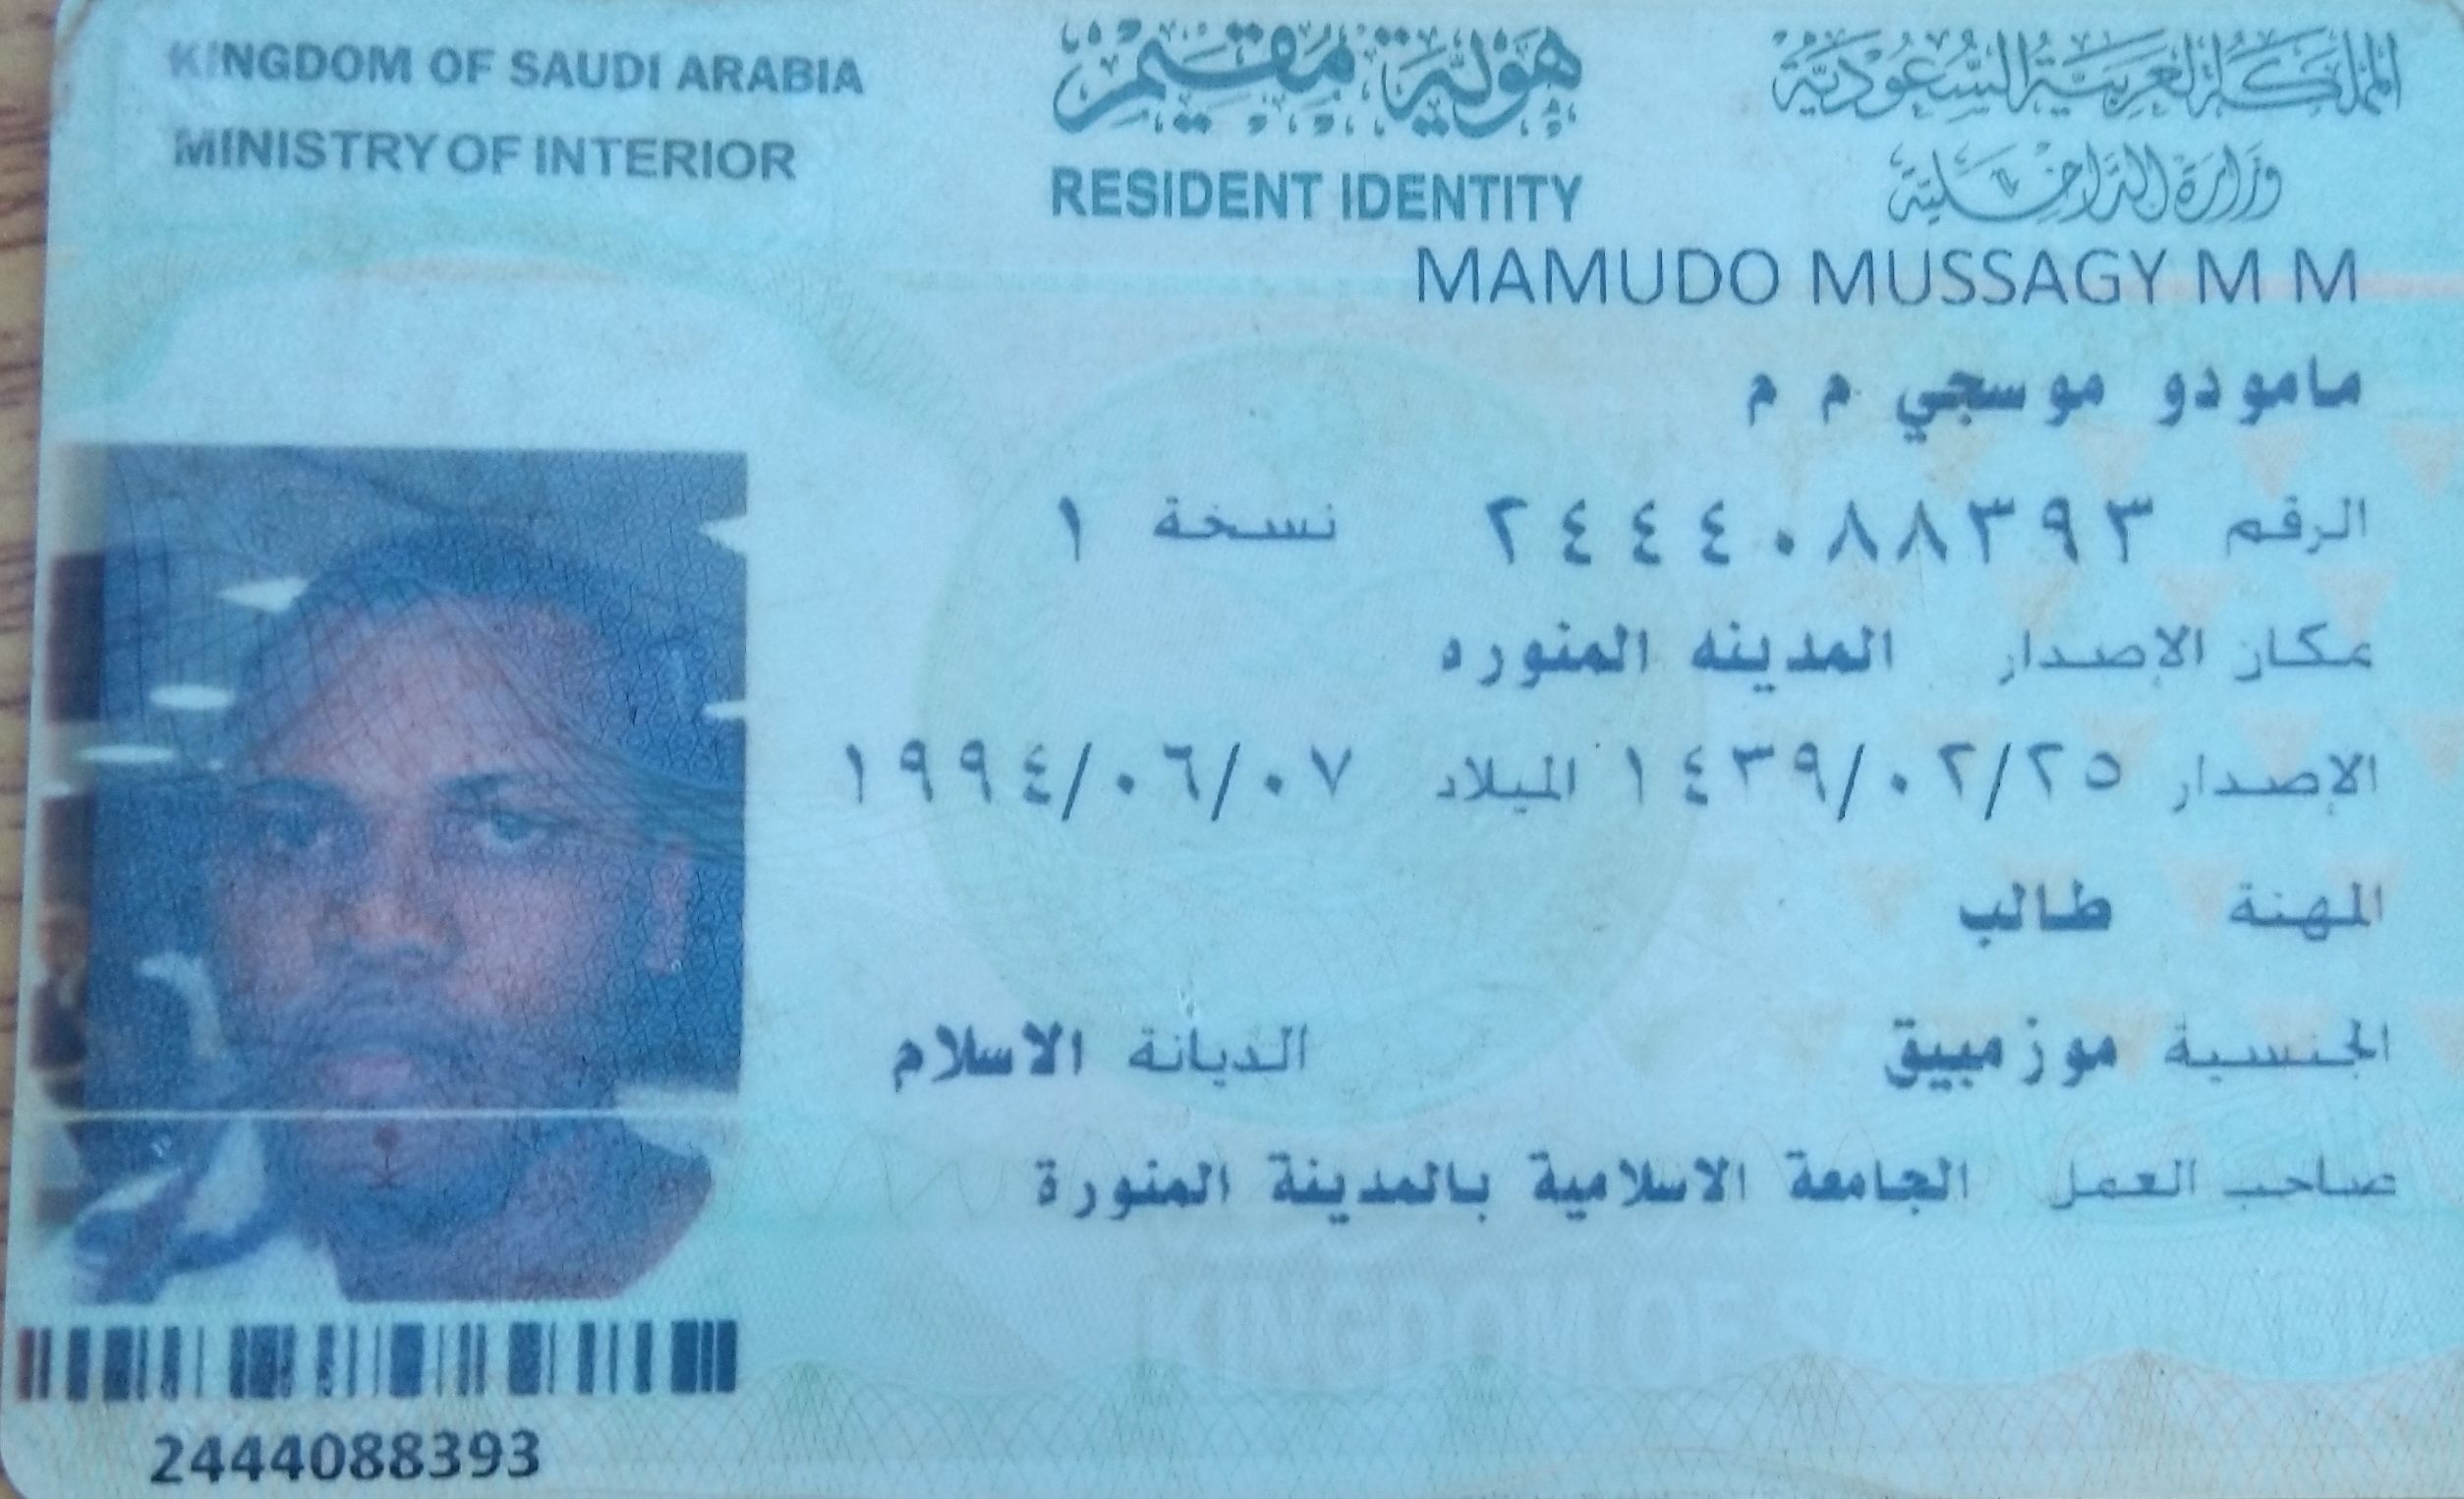 KINGDOM OF SAUDI ARABIA
MINISTRY OF INTERIOR
هوية مقيم
RESIDENT IDENTITY
المملكة العربية السعودية
وزارة الداخلية
MAMUDO MUSSAGY M M
مامودو موسجي م م
الرقم ٢٤٤٤٠٨٨٣٩٣ نسخة ١
مكان الإصدار المدينه المنوره
الإصدار ١٤٣٩/٠٢/٢٥ الميلاد ١٩٩٤/٠٦/٠٧
المهنة طالب
الجنسية موزمبيق الديانة الاسلام
صاحب العمل الجامعة الاسلامية بالمدينة المنورة
KINGDOM OF SAUDI ARABIA
2444088393